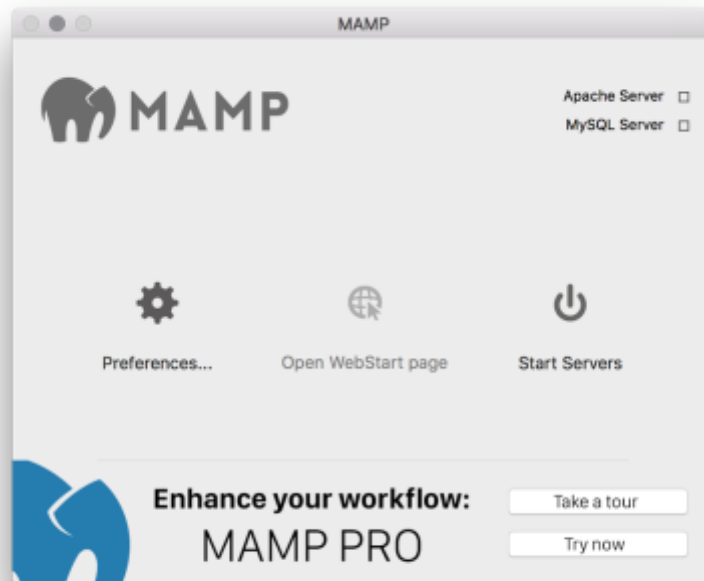 MAMP
MAMP
Apache Server
MySQL Server
Preferences...
Open WebStart page
Start Servers
Enhance your workflow:
MAMP PRO
Take a tour
Try now